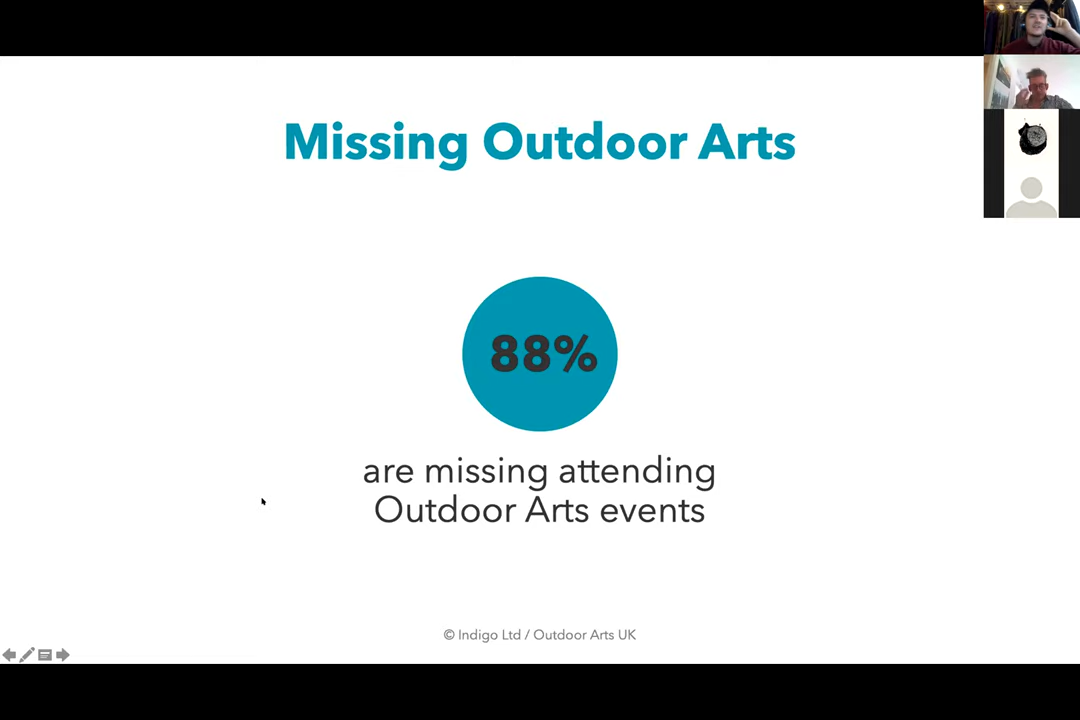 Missing Outdoor Arts
88%
are missing attending
Outdoor Arts events
© Indigo Ltd / Outdoor Arts UK